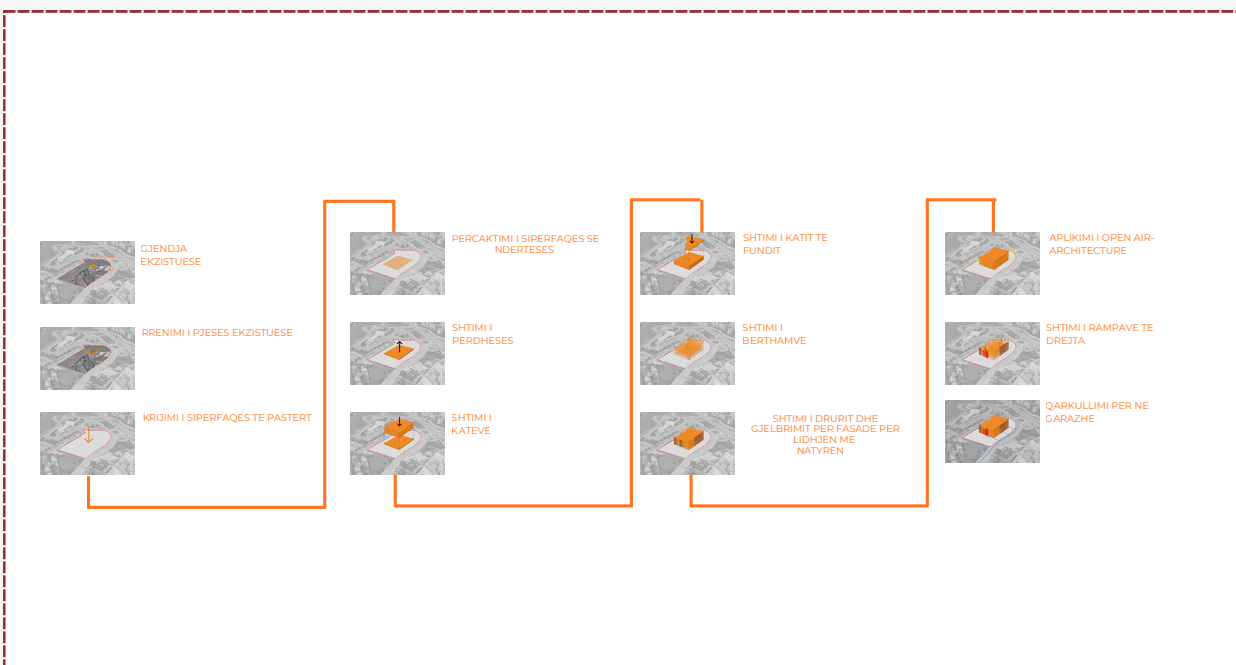 GJENDJA
EKZISTUESE
RRENIMI I PJESES EKZISTUESE
KRIJIMI I SIPERFAQES TE PASTERT
PERCAKTIMI I SIPERFAQES SE
NDERTESES
SHTIMI I
PERDHESES
SHTIMI I
KATEVE
SHTIMI I KATIT TE
FUNDIT
SHTIMI I
BERTHAMVE
SHTIMI I DRURIT DHE
GJELBRIMIT PER FASADE PER
LIDHJEN ME
NATYREN
APLIKIMI I OPEN AIR-
ARCHITECTURE
SHTIMI I RAMPAVE TE
DREJTA
QARKULLIMI PER NE
GARAZHE